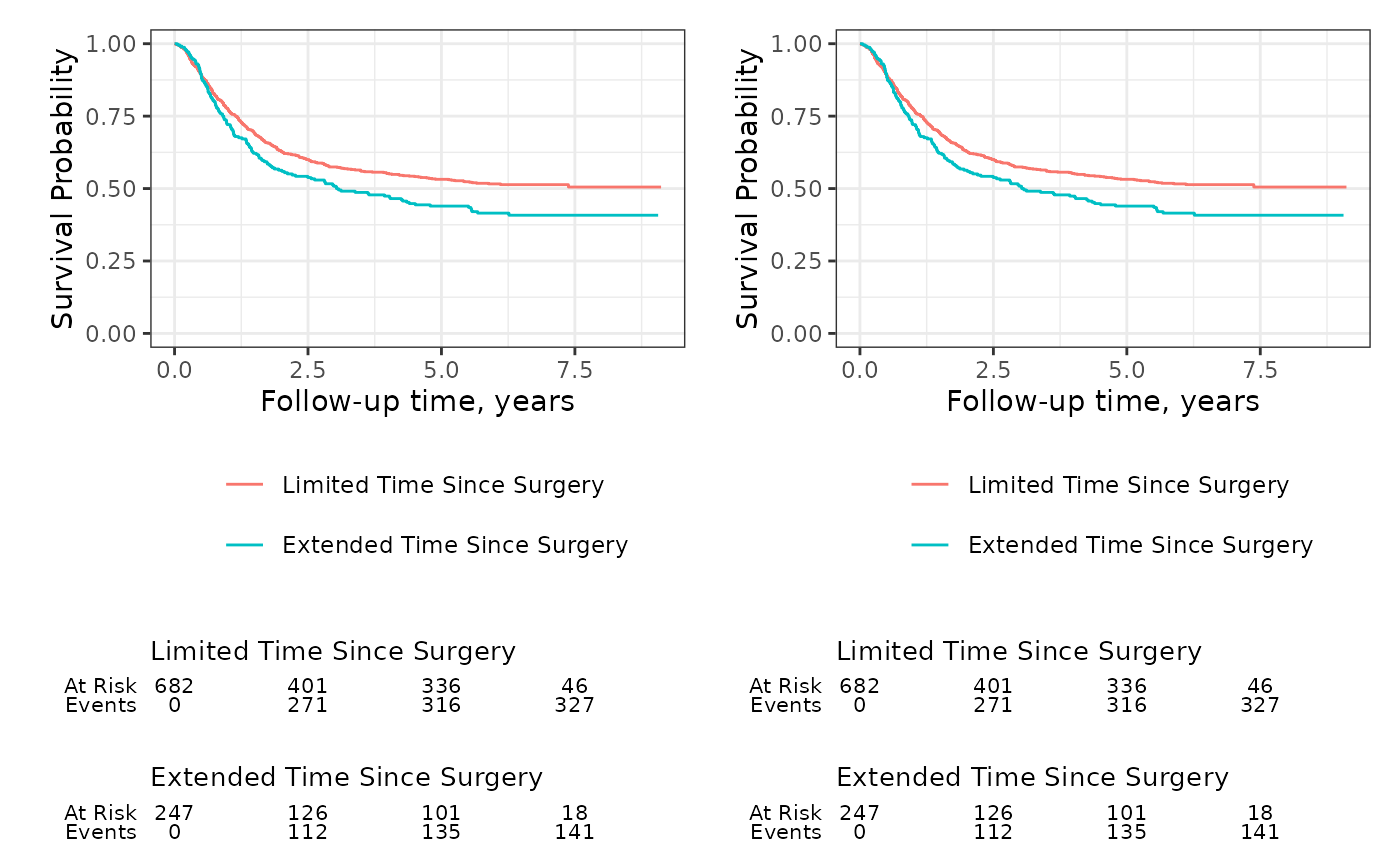 Survival Probability
1.00
0.75
0.50
0.25
0.00
0.0 2.5 5.0 7.5
Follow-up time, years
Limited Time Since Surgery
Extended Time Since Surgery
Limited Time Since Surgery
At Risk 682 401 336 46
Events 0 271 316 327
Extended Time Since Surgery
At Risk 247 126 101 18
Events 0 112 135 141
Survival Probability
1.00
0.75
0.50
0.25
0.00
0.0 2.5 5.0 7.5
Follow-up time, years
Limited Time Since Surgery
Extended Time Since Surgery
Limited Time Since Surgery
At Risk 682 401 336 46
Events 0 271 316 327
Extended Time Since Surgery
At Risk 247 126 101 18
Events 0 112 135 141